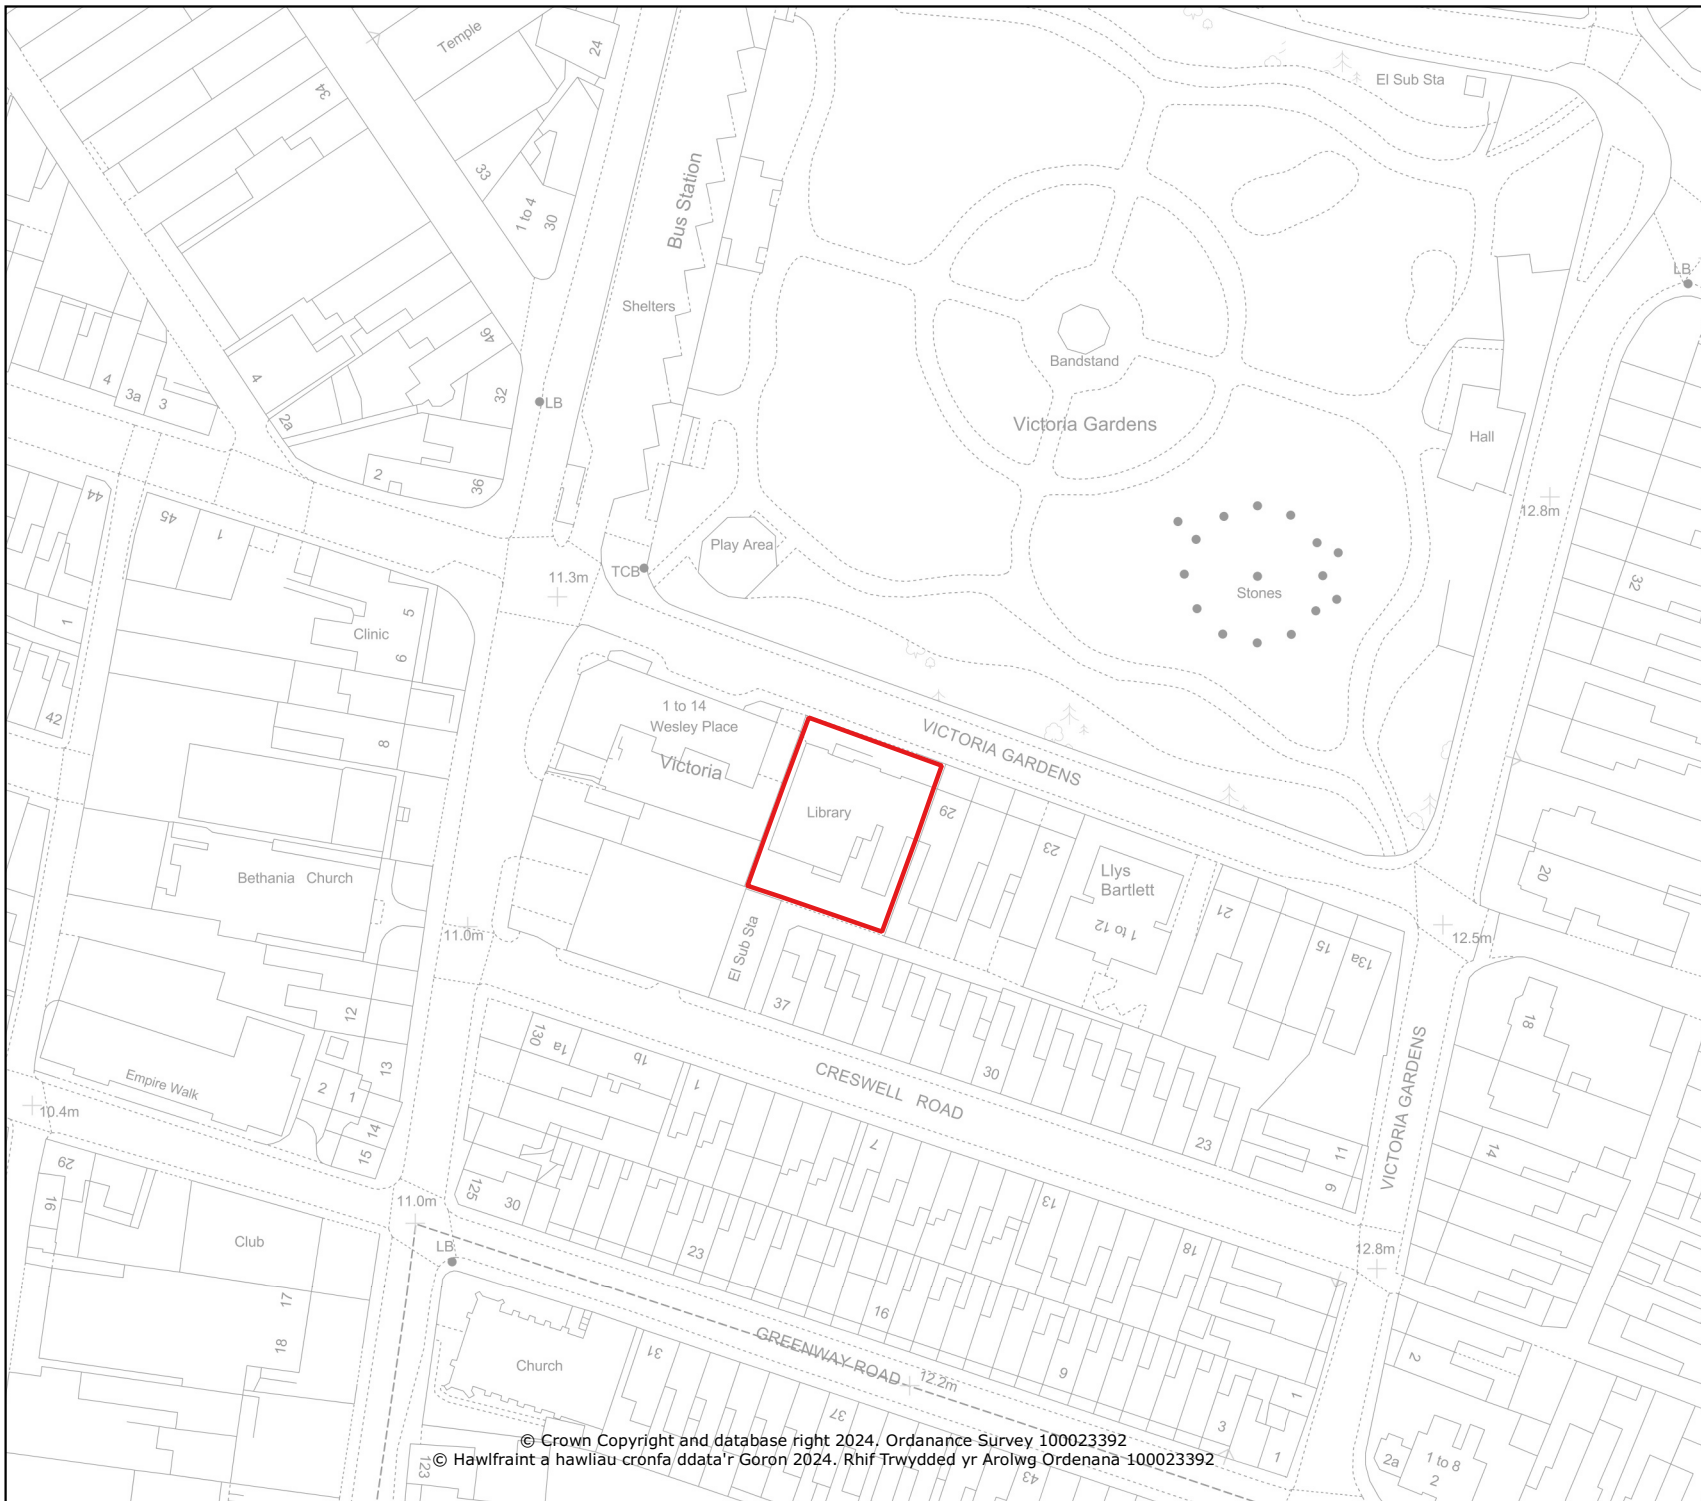 Temple
24
El Sub Sta
34
33
1 to 4
30
Bus Station
LB
Shelters
46
Bandstand
4
3a
3
4
2a
32
LB
Victoria Gardens
Hall
2
36
44
45
1
12.8m
Play Area
TCB
11.3m
Stones
32
1
5
Clinic
6
42
8
1 to 14
Wesley Place
Victoria
VICTORIA GARDENS
Library
29
23
Llys
Bartlett
1 to 12
20
Bethania Church
21
15
13a
11.0m
12.5m
El Sub Sta
37
12
130
1a
1b
18
13
Empire Walk
2
1
1
CRESWELL ROAD
30
VICTORIA GARDENS
10.4m
14
15
7
23
11
6
14
29
16
125
30
11.0m
13
Club
LB
23
18
12.8m
17
18
16
GREENWAY ROAD
12.2m
Church
31
9
1
2
37
3
1
43
123
2a
1 to 8
2
© Crown Copyright and database right 2024. Ordanance Survey 100023392
© Hawlfraint a hawliau cronfa ddata'r Goron 2024. Rhif Trwydded yr Arolwg Ordenana 100023392